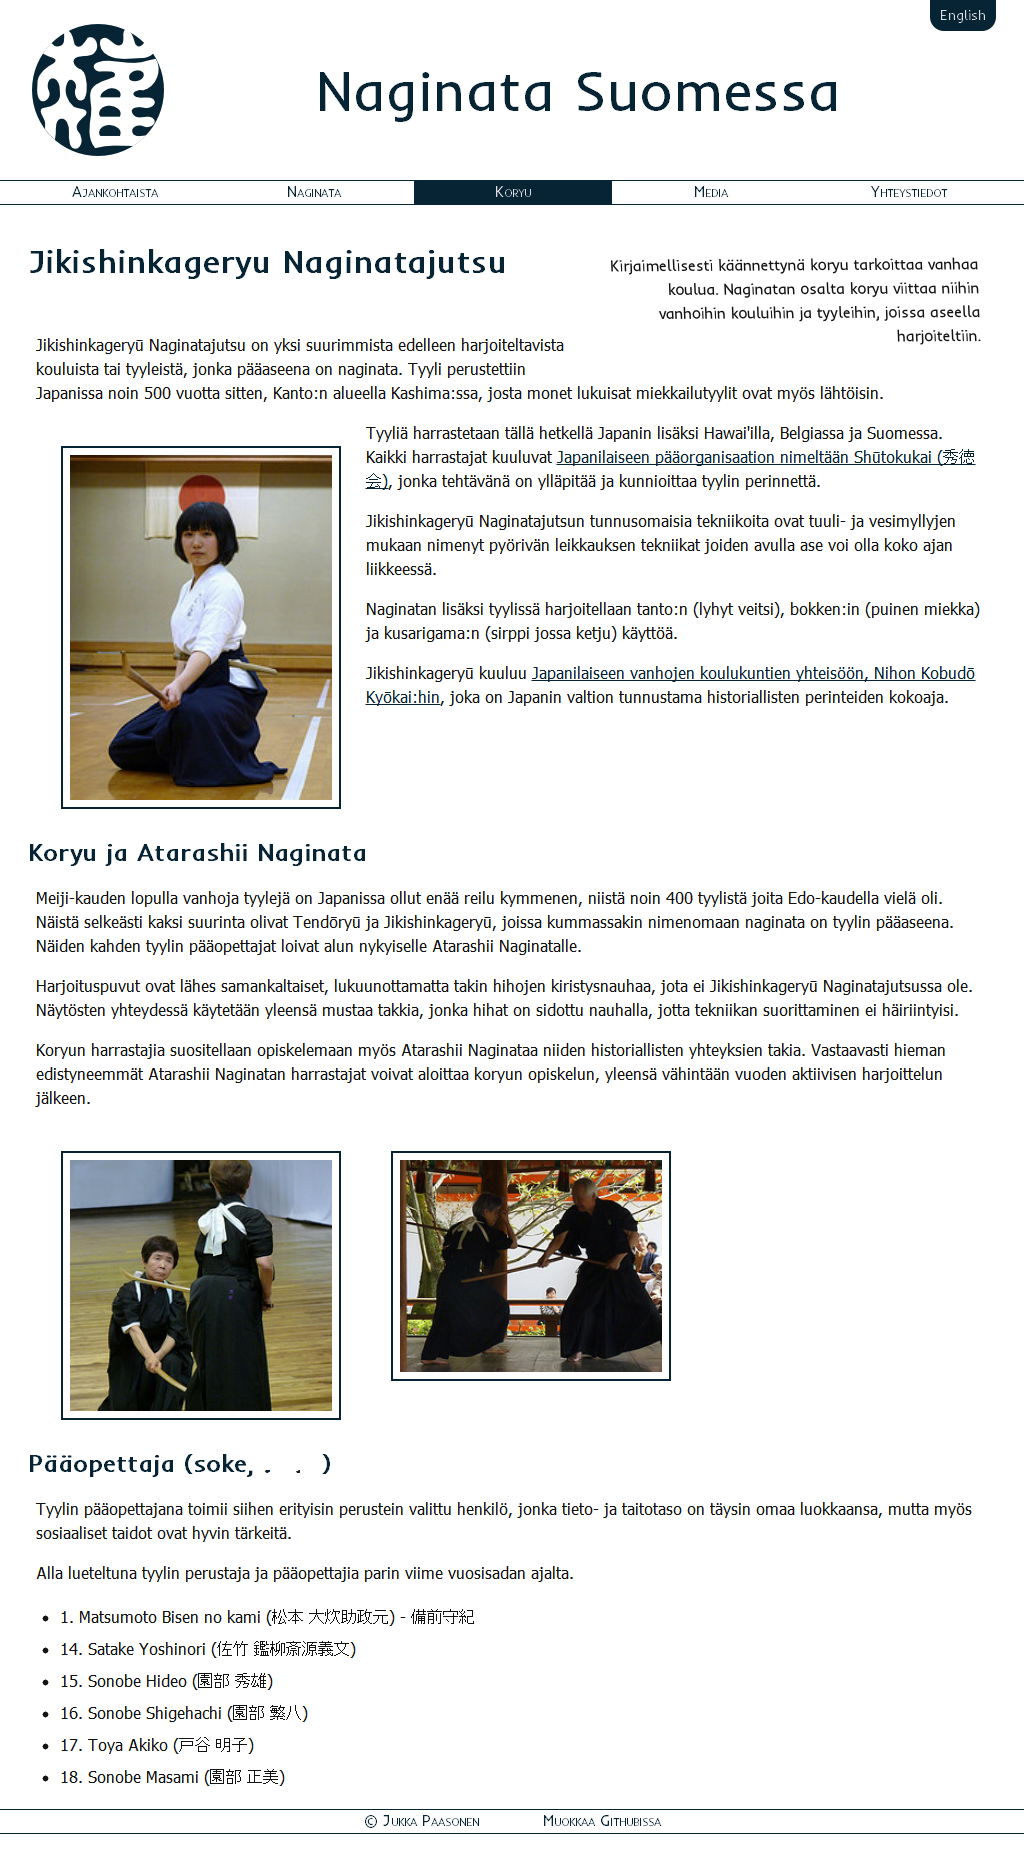 English
Naginata Suomessa
Ajankohtaista
Naginata
Koryu
Media
Yhteystiedot
Jikishinkageryu Naginatajutsu
Kirjaimellisesti käännettynä koryu tarkoittaa vanhaa
koulua. Naginatan osalta koryu viittaa niihin
vanhoihin kouluihin ja tyyleihin, joissa aseella
harjoiteltiin.
Jikishinkageryū Naginatajutsu on yksi suurimmista edelleen harjoiteltavista
kouluista tai tyyleistä, jonka pääaseena on naginata. Tyyli perustettiin
Japanissa noin 500 vuotta sitten, Kanto:n alueella Kashima:ssa, josta monet lukuisat miekkailutyylit ovat myös lähtöisin.
Tyyliä harrastetaan tällä hetkellä Japanin lisäksi Hawai'illa, Belgiassa ja Suomessa.
Kaikki harrastajat kuuluvat Japanilaiseen pääorganisaation nimeltään Shūtokukai (秀徳
会), jonka tehtävänä on ylläpitää ja kunnioittaa tyylin perinnettä.
Jikishinkageryū Naginatajutsun tunnusomaisia tekniikoita ovat tuuli- ja vesimyllyjen
mukaan nimenyt pyörivän leikkauksen tekniikat joiden avulla ase voi olla koko ajan
liikkeessä.
Naginatan lisäksi tyylissä harjoitellaan tanto:n (lyhyt veitsi), bokken:in (puinen miekka)
ja kusarigama:n (sirppi jossa ketju) käyttöä.
Jikishinkageryū kuuluu Japanilaiseen vanhojen koulukuntien yhteisöön, Nihon Kobudō
Kyōkai:hin, joka on Japanin valtion tunnustama historiallisten perinteiden kokoaja.
Koryu ja Atarashii Naginata
Meiji-kauden lopulla vanhoja tyylejä on Japanissa ollut enää reilu kymmenen, niistä noin 400 tyylistä joita Edo-kaudella vielä oli.
Näistä selkeästi kaksi suurinta olivat Tendōryū ja Jikishinkageryū, joissa kummassakin nimenomaan naginata on tyylin pääaseena.
Näiden kahden tyylin pääopettajat loivat alun nykyiselle Atarashii Naginatalle.
Harjoituspuvut ovat lähes samankaltaiset, lukuunottamatta takin hihojen kiristysnauhaa, jota ei Jikishinkageryū Naginatajutsussa ole.
Näytösten yhteydessä käytetään yleensä mustaa takkia, jonka hihat on sidottu nauhalla, jotta tekniikan suorittaminen ei häiriintyisi.
Koryun harrastajia suositellaan opiskelemaan myös Atarashii Naginataa niiden historiallisten yhteyksien takia. Vastaavasti hieman
edistyneemmät Atarashii Naginatan harrastajat voivat aloittaa koryun opiskelun, yleensä vähintään vuoden aktiivisen harjoittelun
jälkeen.
Pääopettaja (soke, )
Tyylin pääopettajana toimii siihen erityisin perustein valittu henkilö, jonka tieto- ja taitotaso on täysin omaa luokkaansa, mutta myös
sosiaaliset taidot ovat hyvin tärkeitä.
Alla lueteltuna tyylin perustaja ja pääopettajia parin viime vuosisadan ajalta.
• 1. Matsumoto Bisen no kami (松本 大炊助政元) - 備前守紀
• 14. Satake Yoshinori (佐竹 鑑柳斎源義文)
• 15. Sonobe Hideo (園部 秀雄)
• 16. Sonobe Shigehachi (園部 繁八)
• 17. Toya Akiko (戸谷 明子)
• 18. Sonobe Masami (園部 正美)
© Jukka Paasonen
Muokkaa Githubissa